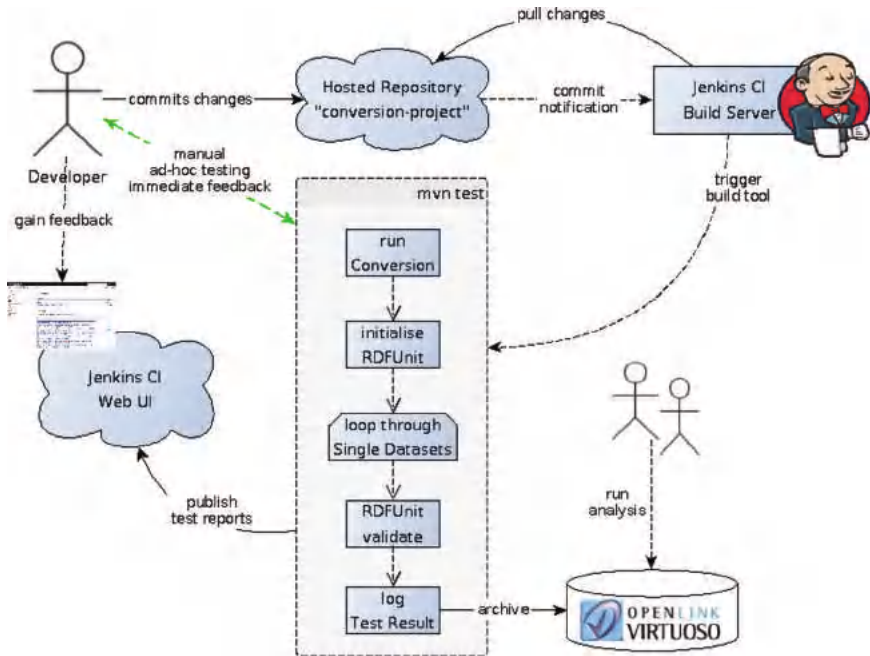 pull changes
Hosted Repository
"conversion-project"
commits changes
commit
notification
Jenkins CI
Build Server
Developer
manual
ad-hoc testing
immediate feedback
trigger
build tool
gain feedback
mvn test
run
Conversion
initialise
RDFUnit
Jenkins CI
Web UI
loop through
Single Datasets
publish
test reports
RDFUnit
validate
run
analysis
log
Test Result
archive
OPENLINK
VIRTUOSO